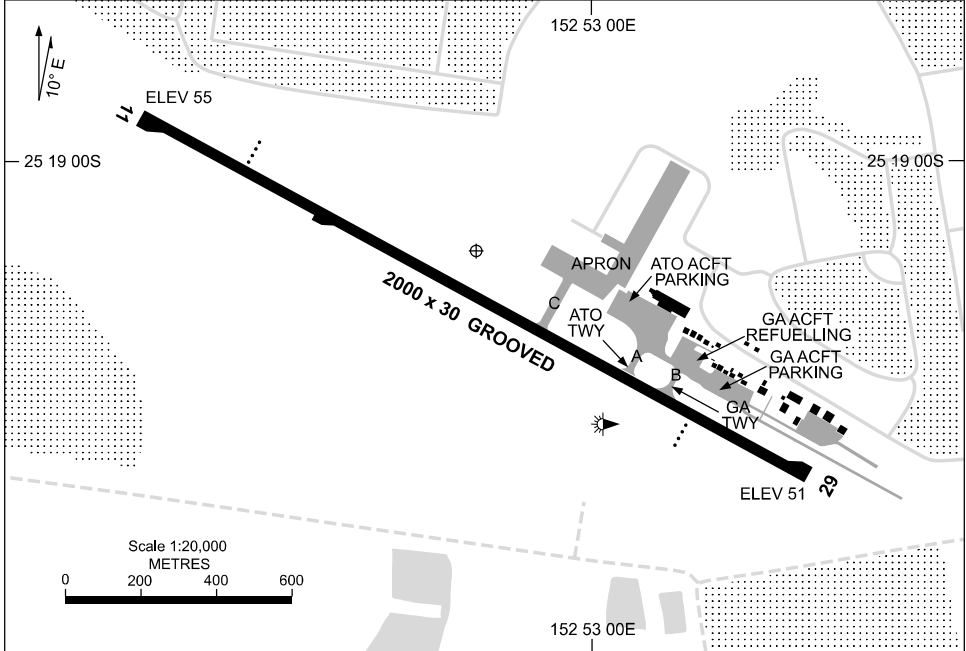 152 53 00E
10° E
ELEV 55
11
25 19 00S
25 19 00S
APRON
ATO ACFT
PARKING
2000 x 30 GROOVED
C
ATO
TWY
GA ACFT
REFUELLING
A
GA ACFT
PARKING
B
GA
TWY
ELEV 51
29
Scale 1:20,000
METRES
0 200 400 600
152 53 00E